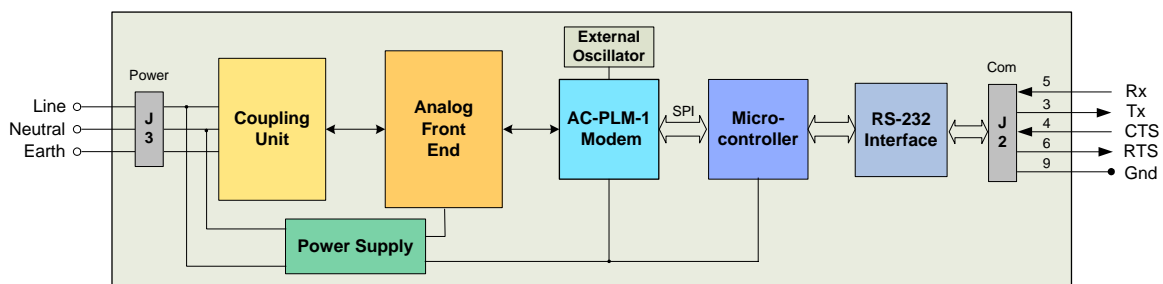 External
Oscillator
Power
Com
Line
Neutral
Earth
J
3
Coupling
Unit
Analog
Front
End
AC-PLM-1
Modem
SPI
Micro-
controller
RS-232
Interface
J
2
5
Rx
3
Tx
4
CTS
6
RTS
9
Gnd
Power Supply